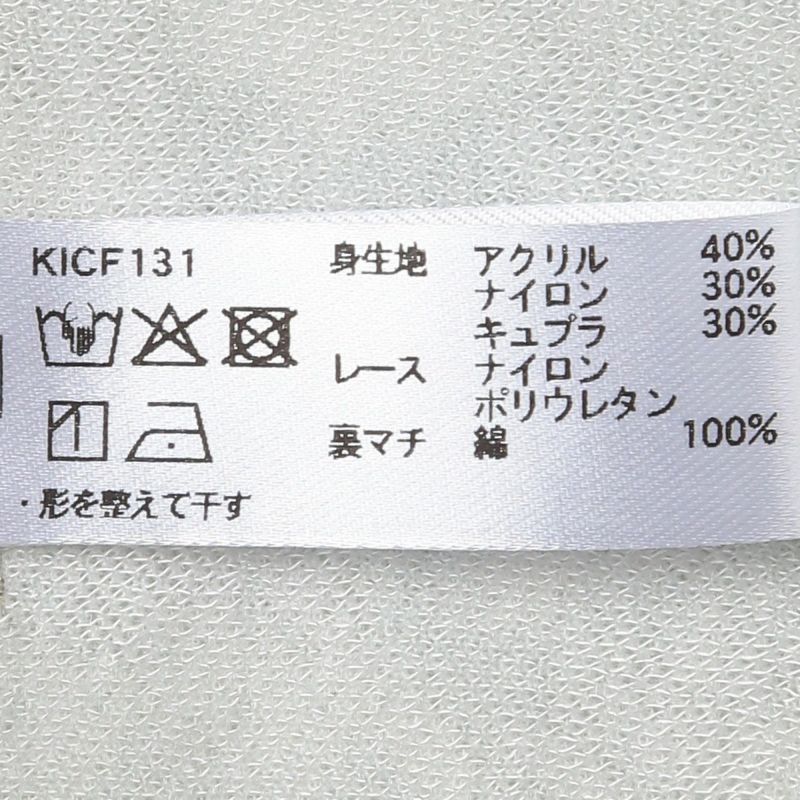 KICF131
身生地 アクリル 40%
ナイロン 30%
キュプラ 30%
レース ナイロン
ポリウレタン
裏マチ 綿 100%
・形を整えて干す